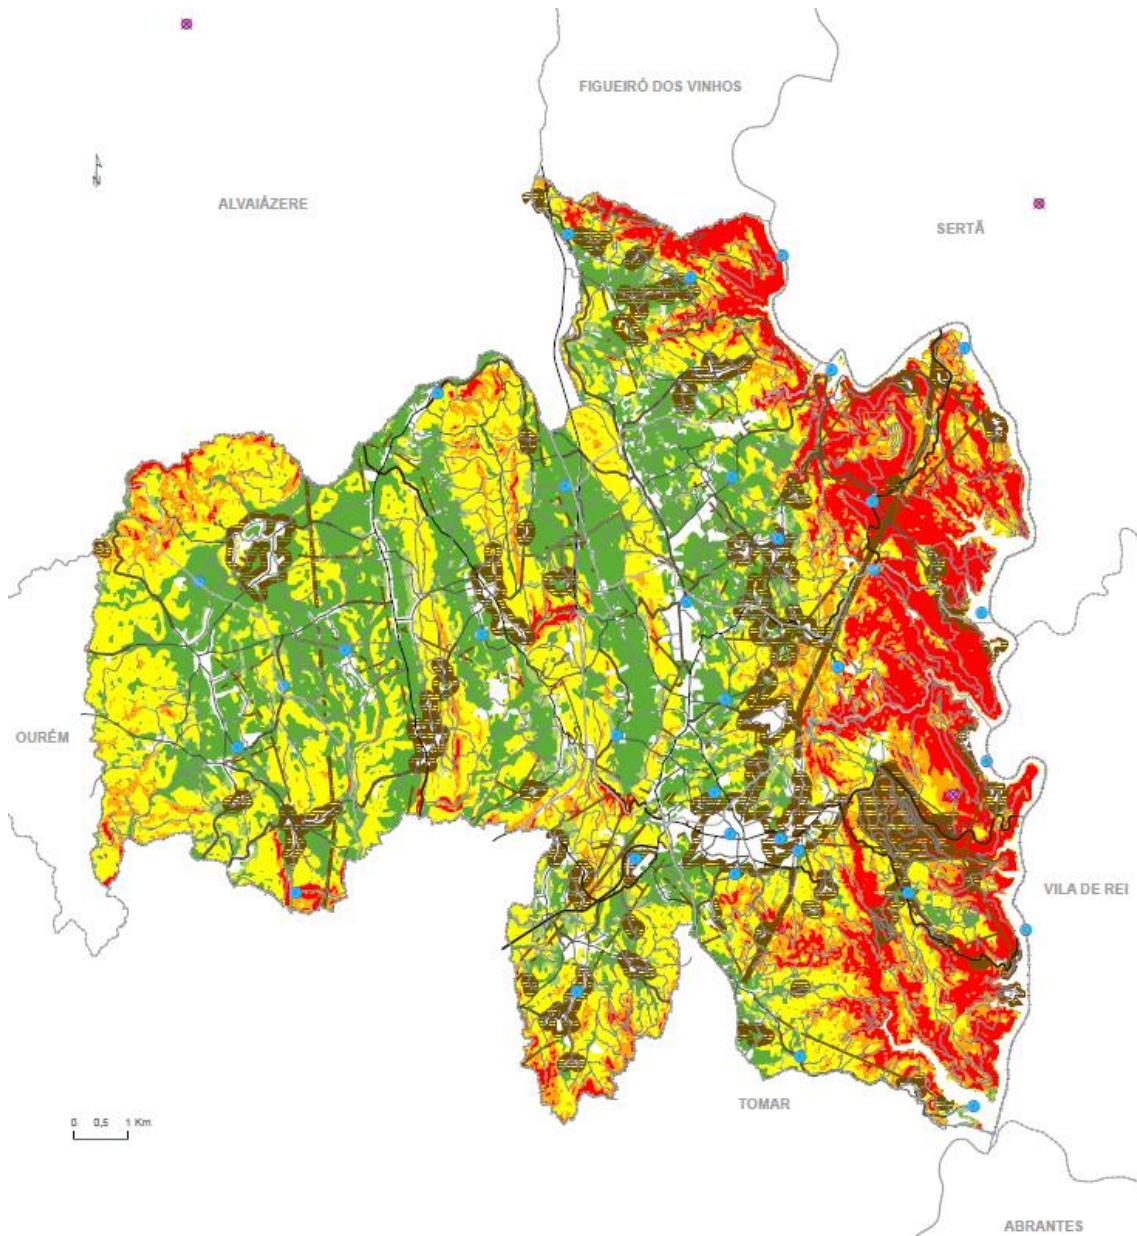 FIGUEIRÓ DOS VINHOS
N
ALVAIÁZERE
SERTÃ
OURÉM
VILA DE REI
TOMAR
0 0,5 1 Km
ABRANTES